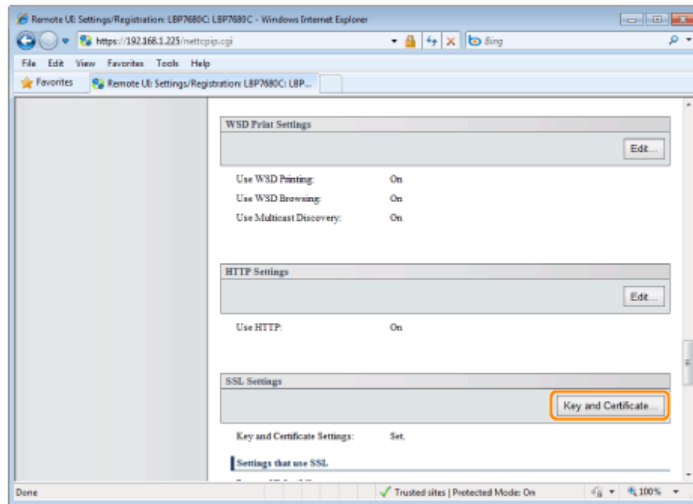 Remote UI: Settings/Registration: LBP7680C: LBP7680C - Windows Internet Explorer
https://192.168.1.225/nettcpip.cgi
Bing
File Edit View Favorites Tools Help
Favorites Remote UI: Settings/Registration: LBP7680C: LBP...
WSD Print Settings
Edit...
Use WSD Printing: On
Use WSD Browsing: On
Use Multicast Discovery: On
HTTP Settings
Edit...
Use HTTP: On
SSL Settings
Key and Certificate...
Key and Certificate Settings: Set.
Settings that use SSL
Done Trusted sites | Protected Mode: On 100%